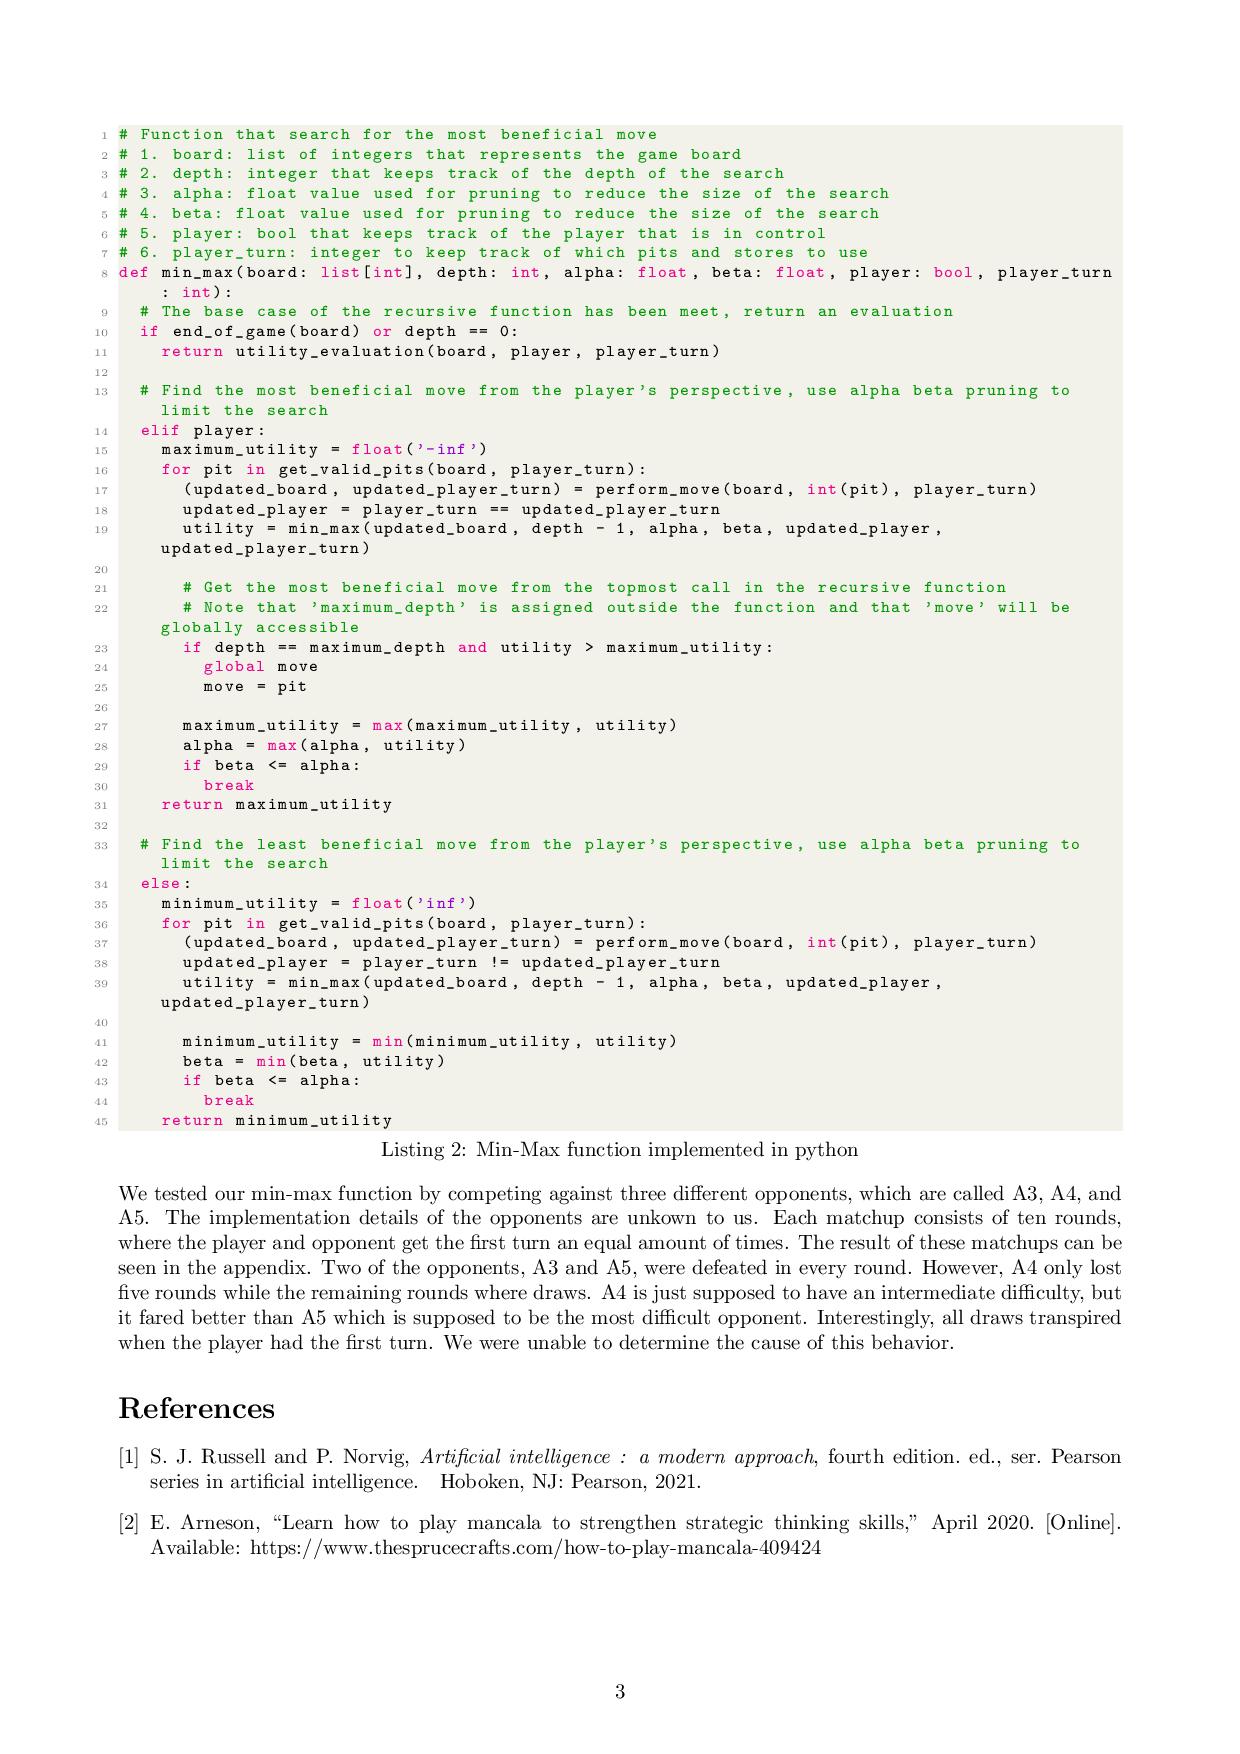 1 # Function that search for the most beneficial move
2 # 1. board: list of integers that represents the game board
3 # 2. depth: integer that keeps track of the depth of the search
4 # 3. alpha: float value used for pruning to reduce the size of the search
5 # 4. beta: float value used for pruning to reduce the size of the search
6 # 5. player: bool that keeps track of the player that is in control
7 # 6. player_turn: integer to keep track of which pits and stores to use
8 def min_max(board: list[int], depth: int, alpha: float, beta: float, player: bool, player_turn
: int):
9 # The base case of the recursive function has been meet, return an evaluation
10 if end_of_game(board) or depth == 0:
11 return utility_evaluation(board, player, player_turn)
12
13 # Find the most beneficial move from the player's perspective, use alpha beta pruning to
limit the search
14 elif player:
15 maximum_utility = float('-inf')
16 for pit in get_valid_pits(board, player_turn):
17 (updated_board, updated_player_turn) = perform_move(board, int(pit), player_turn)
18 updated_player = player_turn == updated_player_turn
19 utility = min_max(updated_board, depth - 1, alpha, beta, updated_player,
updated_player_turn)
20
21 # Get the most beneficial move from the topmost call in the recursive function
22 # Note that 'maximum_depth' is assigned outside the function and that 'move' will be
globally accessible
23 if depth == maximum_depth and utility > maximum_utility:
24 global move
25 move = pit
26
27 maximum_utility = max(maximum_utility, utility)
28 alpha = max(alpha, utility)
29 if beta <= alpha:
30 break
31 return maximum_utility
32
33 # Find the least beneficial move from the player's perspective, use alpha beta pruning to
limit the search
34 else:
35 minimum_utility = float('inf')
36 for pit in get_valid_pits(board, player_turn):
37 (updated_board, updated_player_turn) = perform_move(board, int(pit), player_turn)
38 updated_player = player_turn != updated_player_turn
39 utility = min_max(updated_board, depth - 1, alpha, beta, updated_player,
updated_player_turn)
40
41 minimum_utility = min(minimum_utility, utility)
42 beta = min(beta, utility)
43 if beta <= alpha:
44 break
45 return minimum_utility
Listing 2: Min-Max function implemented in python
We tested our min-max function by competing against three different opponents, which are called A3, A4, and
A5. The implementation details of the opponents are unkown to us. Each matchup consists of ten rounds,
where the player and opponent get the first turn an equal amount of times. The result of these matchups can be
seen in the appendix. Two of the opponents, A3 and A5, were defeated in every round. However, A4 only lost
five rounds while the remaining rounds where draws. A4 is just supposed to have an intermediate difficulty, but
it fared better than A5 which is supposed to be the most difficult opponent. Interestingly, all draws transpired
when the player had the first turn. We were unable to determine the cause of this behavior.
References
[1] S. J. Russell and P. Norvig, Artificial intelligence : a modern approach, fourth edition. ed., ser. Pearson
series in artificial intelligence. Hoboken, NJ: Pearson, 2021.
[2] E. Arneson, “Learn how to play mancala to strengthen strategic thinking skills,” April 2020. [Online].
Available: https://www.thesprucecrafts.com/how-to-play-mancala-409424
3